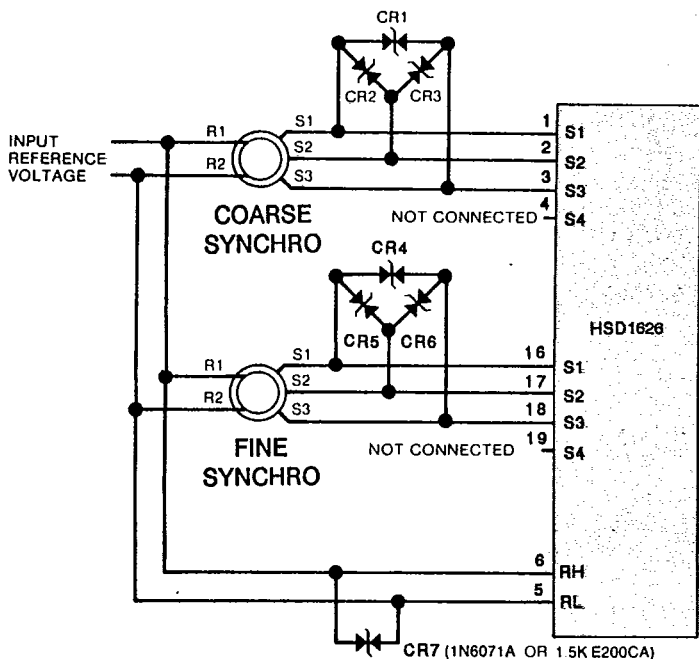 CR1
CR2
CR3
INPUT
REFERENCE
VOLTAGE
R1
R2
S1
S2
S3
COARSE
SYNCHRO
1
S1
2
S2
3
S3
4
NOT CONNECTED
S4
CR4
CR5
CR6
HSD1626
R1
R2
S1
S2
S3
FINE
SYNCHRO
16
S1
17
S2
18
S3
19
NOT CONNECTED
S4
6
RH
5
RL
CR7 (1N6071A OR 1.5K E200CA)